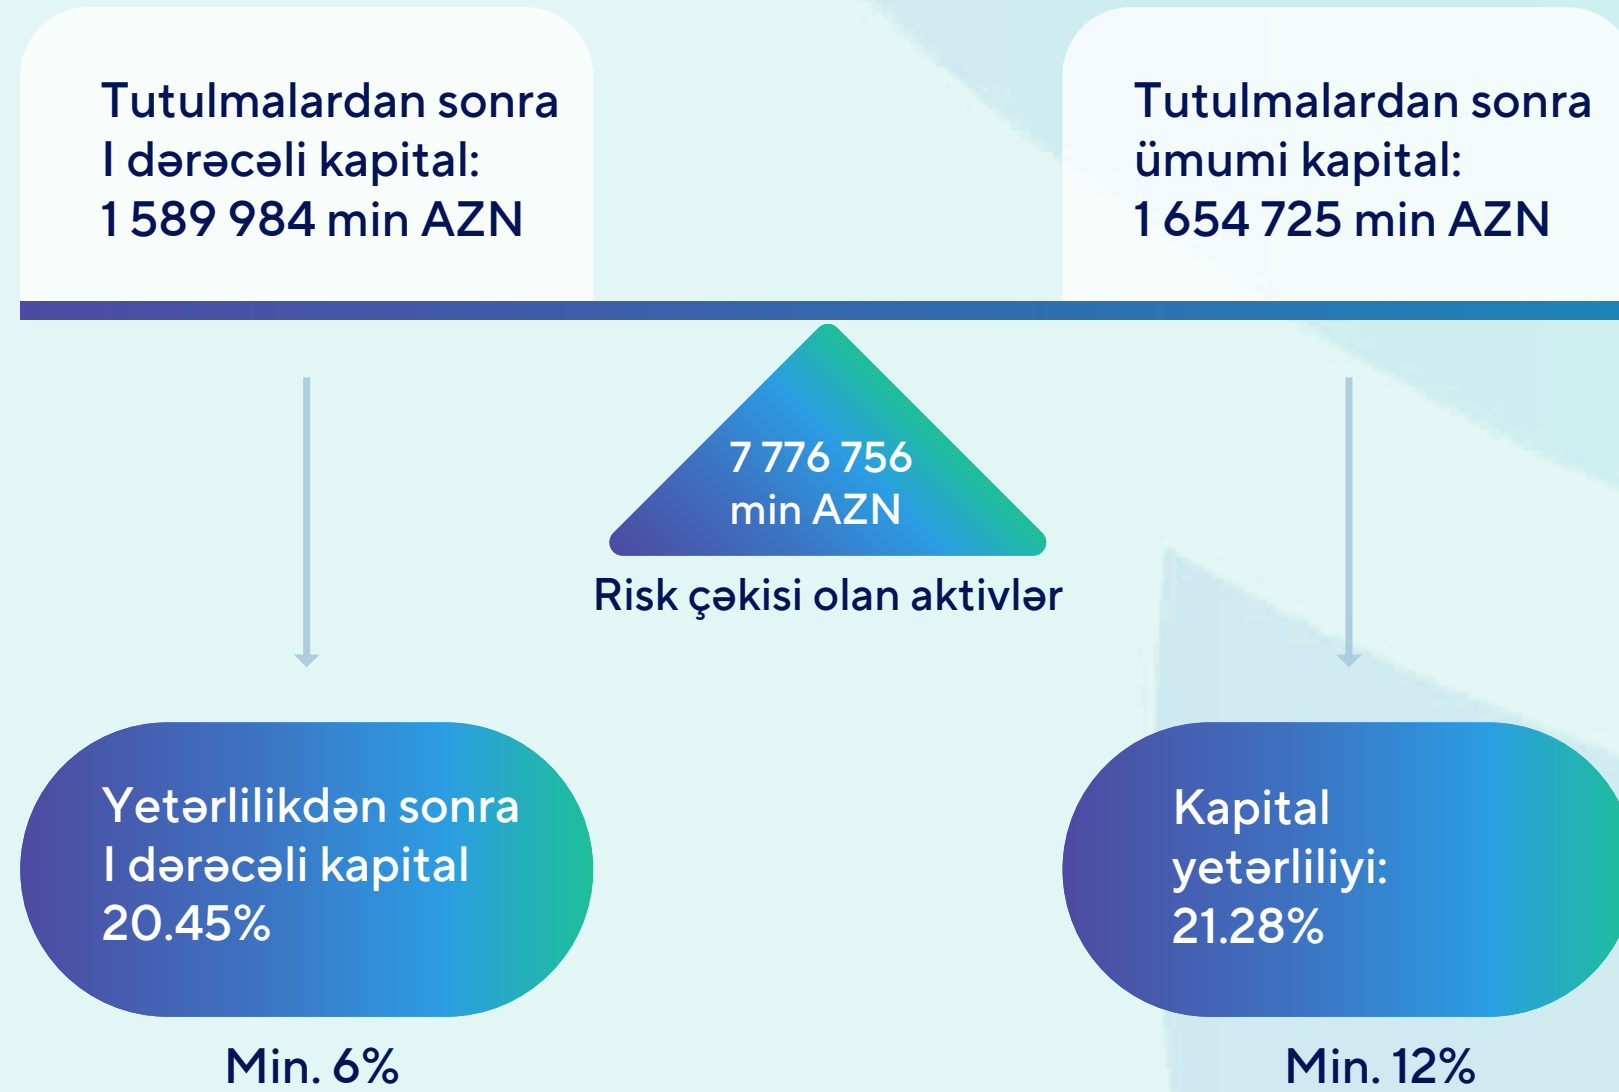 Tutulmalardan sonra
I dərəcəli kapital:
1 589 984 min AZN
Tutulmalardan sonra
ümumi kapital:
1 654 725 min AZN
7 776 756
min AZN
Risk çəkisi olan aktivlər
Yetərlilikdən sonra
I dərəcəli kapital
20.45%
Min. 6%
Kapital
yetərliliyi:
21.28%
Min. 12%